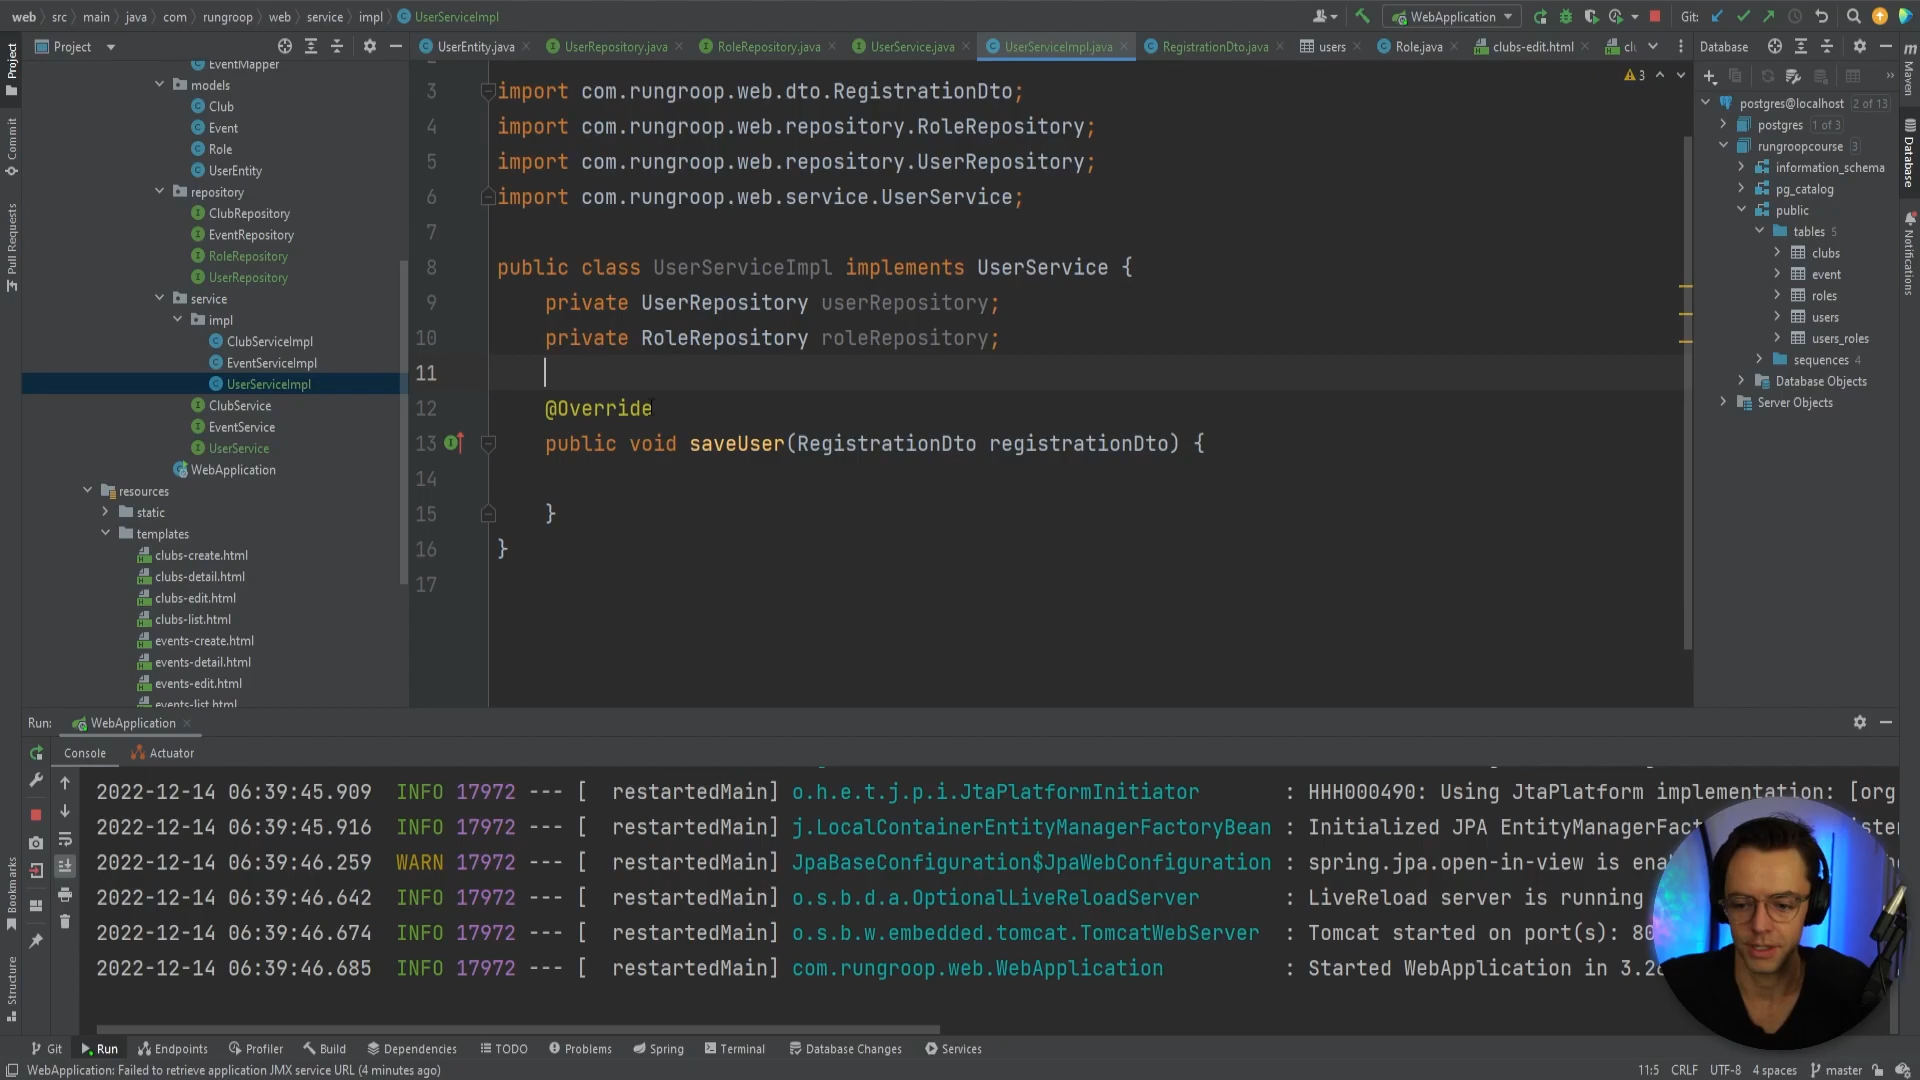 web src main java com rungroop web service impl UserServiceImpl WebApplication Git:
Project
UserEntity.java UserRepository.java RoleRepository.java UserService.java UserServiceImpl.java RegistrationDto.java users Role.java clubs-edit.html cl
Database
EventMapper
models
Club
Event
Role
UserEntity
repository
ClubRepository
EventRepository
RoleRepository
UserRepository
service
impl
ClubServiceImpl
EventServiceImpl
UserServiceImpl
ClubService
EventService
UserService
WebApplication
resources
static
templates
clubs-create.html
clubs-detail.html
clubs-edit.html
clubs-list.html
events-create.html
events-detail.html
events-edit.html
events-list.html
Project
Commit
Pull Requests
Bookmarks
Structure
3 import com.rungroop.web.dto.RegistrationDto;
4 import com.rungroop.web.repository.RoleRepository;
5 import com.rungroop.web.repository.UserRepository;
6 import com.rungroop.web.service.UserService;
7
8 public class UserServiceImpl implements UserService {
9 private UserRepository userRepository;
10 private RoleRepository roleRepository;
11
12 @Override
13 public void saveUser(RegistrationDto registrationDto) {
14
15 }
16 }
17
3
postgres@localhost 2 of 13
postgres 1 of 3
rungroopcourse 3
information_schema
pg_catalog
public
tables 5
clubs
event
roles
users
users_roles
sequences 4
Database Objects
Server Objects
Maven
Database
Notifications
Run: WebApplication
Console Actuator
2022-12-14 06:39:45.909 INFO 17972 --- [ restartedMain] o.h.e.t.j.p.i.JtaPlatformInitiator : HHH000490: Using JtaPlatform implementation: [org
2022-12-14 06:39:45.916 INFO 17972 --- [ restartedMain] j.LocalContainerEntityManagerFactoryBean : Initialized JPA EntityManagerFact
2022-12-14 06:39:46.259 WARN 17972 --- [ restartedMain] JpaBaseConfiguration$JpaWebConfiguration : spring.jpa.open-in-view is ena
2022-12-14 06:39:46.642 INFO 17972 --- [ restartedMain] o.s.b.d.a.OptionalLiveReloadServer : LiveReload server is running
2022-12-14 06:39:46.674 INFO 17972 --- [ restartedMain] o.s.b.w.embedded.tomcat.TomcatWebServer : Tomcat started on port(s): 80
2022-12-14 06:39:46.685 INFO 17972 --- [ restartedMain] com.rungroop.web.WebApplication : Started WebApplication in 3.28
Git Run Endpoints Profiler Build Dependencies TODO Problems Spring Terminal Database Changes Services
WebApplication: Failed to retrieve application JMX service URL (4 minutes ago) 11:5 CRLF UTF-8 4 spaces master